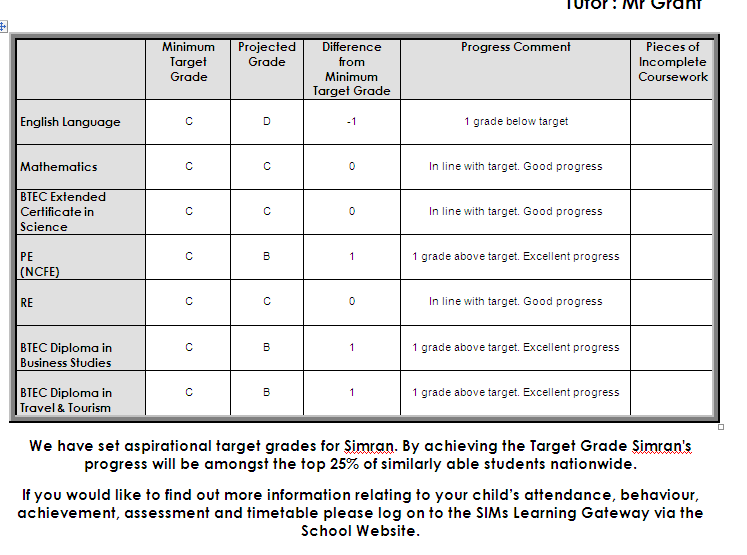 Tutor : Mr Grant
Minimum Target Grade | Projected Grade | Difference from Minimum Target Grade | Progress Comment | Pieces of Incomplete Coursework
English Language | C | D | -1 | 1 grade below target
Mathematics | C | C | 0 | In line with target. Good progress
BTEC Extended Certificate in Science | C | C | 0 | In line with target. Good progress
PE (NCFE) | C | B | 1 | 1 grade above target. Excellent progress
RE | C | C | 0 | In line with target. Good progress
BTEC Diploma in Business Studies | C | B | 1 | 1 grade above target. Excellent progress
BTEC Diploma in Travel & Tourism | C | B | 1 | 1 grade above target. Excellent progress
We have set aspirational target grades for Simran. By achieving the Target Grade Simran's
progress will be amongst the top 25% of similarly able students nationwide.
If you would like to find out more information relating to your child's attendance, behaviour,
achievement, assessment and timetable please log on to the SIMs Learning Gateway via the
School Website.